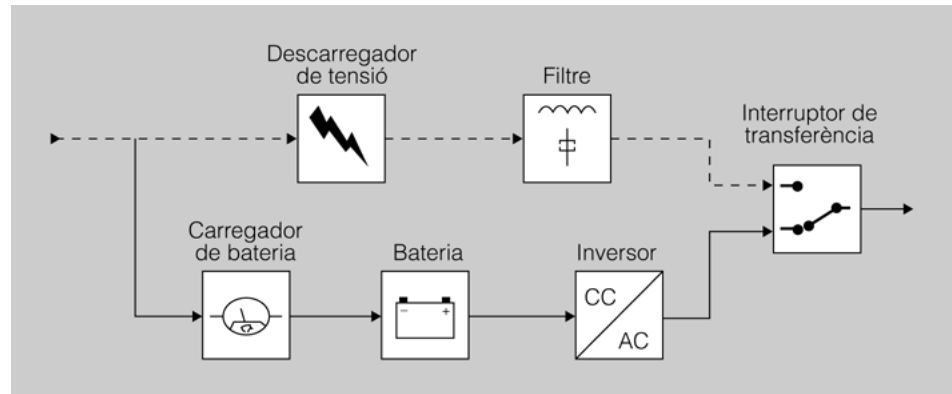 Descarregador
de tensió
Filtre
Interruptor de
transferència
Carregador
de bateria
Bateria
Inversor
- +
CC
AC